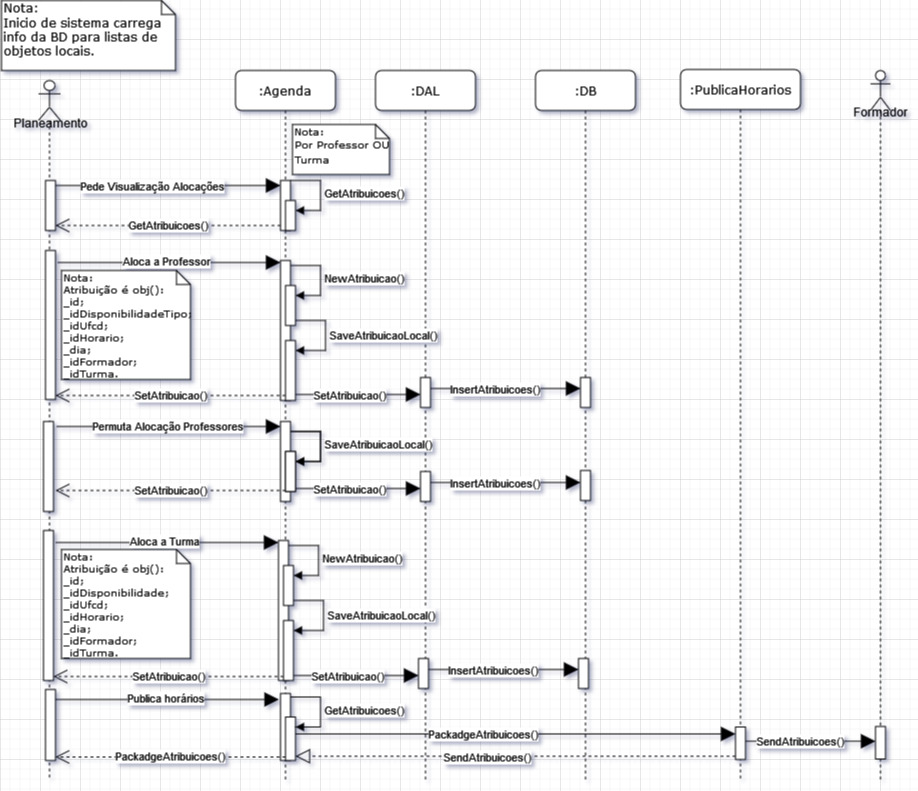 Nota:
Inicio de sistema carrega
info da BD para listas de
objetos locais.
:Agenda
:DAL
:DB
:PublicaHorarios
Planeamento
Formador
Nota:
Por Professor OU
Turma
Pede Visualização Alocações
GetAtribuicoes()
GetAtribuicoes()
Aloca a Professor
NewAtribuicao()
Nota:
Atribuição é obj():
_id;
_idDisponibilidadeTipo;
_idUfcd;
_idHorario;
_dia;
_idFormador;
_idTurma.
SaveAtribuicaoLocal()
SetAtribuicao()
SetAtribuicao()
InsertAtribuicoes()
Permuta Alocação Professores
SaveAtribuicaoLocal()
SetAtribuicao()
SetAtribuicao()
InsertAtribuicoes()
Aloca a Turma
NewAtribuicao()
Nota:
Atribuição é obj():
_id;
_idDisponibilidade;
_idUfcd;
_idHorario;
_dia;
_idFormador;
_idTurma.
SaveAtribuicaoLocal()
SetAtribuicao()
SetAtribuicao()
InsertAtribuicoes()
Publica horários
GetAtribuicoes()
PackadgeAtribuicoes()
SendAtribuicoes()
PackadgeAtribuicoes()
SendAtribuicoes()